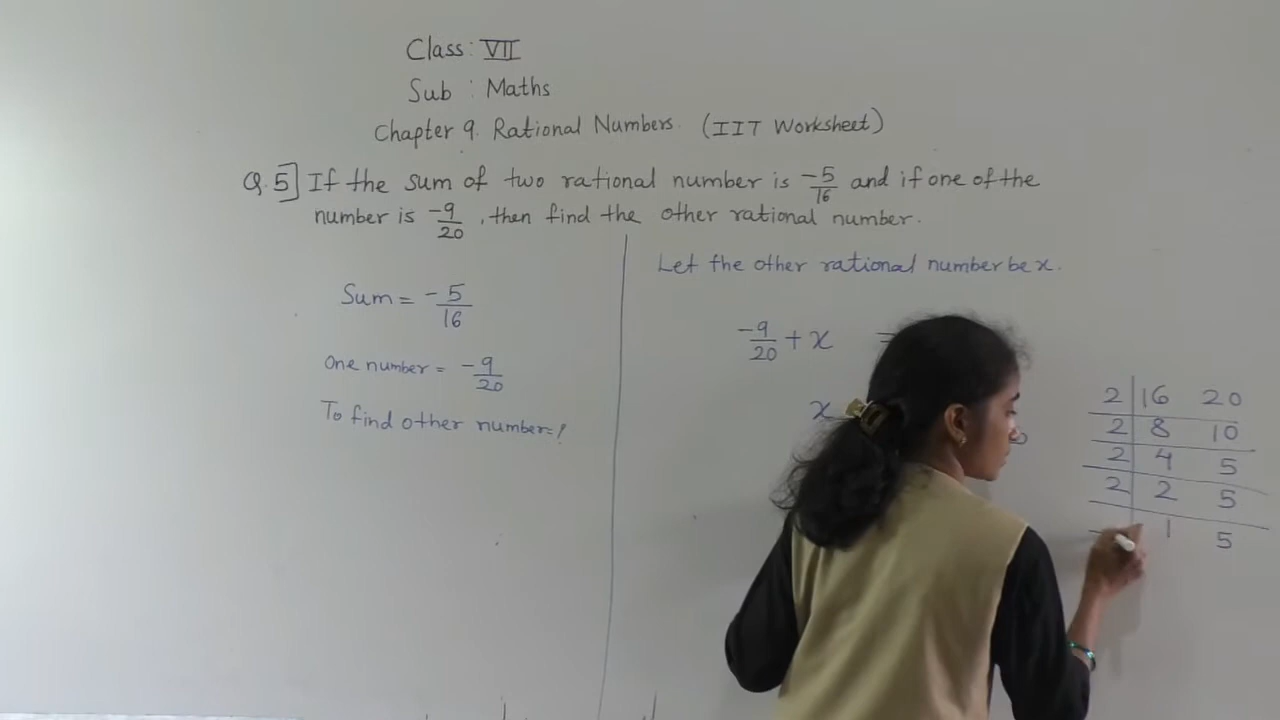 Class: VII
Sub : Maths
Chapter 9. Rational Numbers. (IIT Worksheet)
Q.5] If the sum of two rational number is -5/16 and if one of the
number is -9/20, then find the other rational number.
Sum = -5/16
One number = -9/20
To find other number=?
Let the other rational number be x.
-9/20 + x =
x
2 | 16 20
2 | 8 10
2 | 4 5
2 | 2 5
1 5